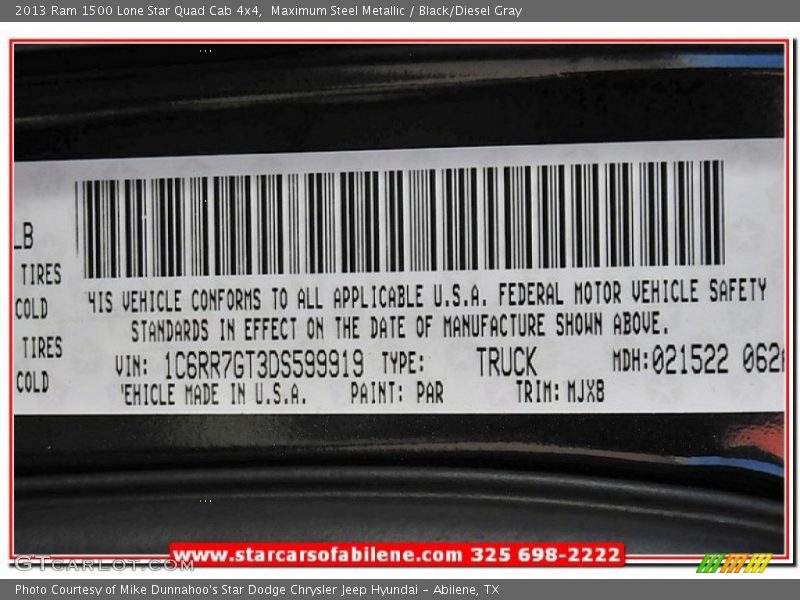 2013 Ram 1500 Lone Star Quad Cab 4x4, Maximum Steel Metallic / Black/Diesel Gray
LB
TIRES
COLD
TIRES
COLD
HIS VEHICLE CONFORMS TO ALL APPLICABLE U.S.A. FEDERAL MOTOR VEHICLE SAFETY
STANDARDS IN EFFECT ON THE DATE OF MANUFACTURE SHOWN ABOVE.
VIN: 1C6RR7GT3DS599919 TYPE: TRUCK MDH:021522 062
EHICLE MADE IN U.S.A. PAINT: PAR TRIM: MJX8
GTCarlot.com
www.starcarsofabilene.com 325 698-2222
Photo Courtesy of Mike Dunnahoo's Star Dodge Chrysler Jeep Hyundai - Abilene, TX